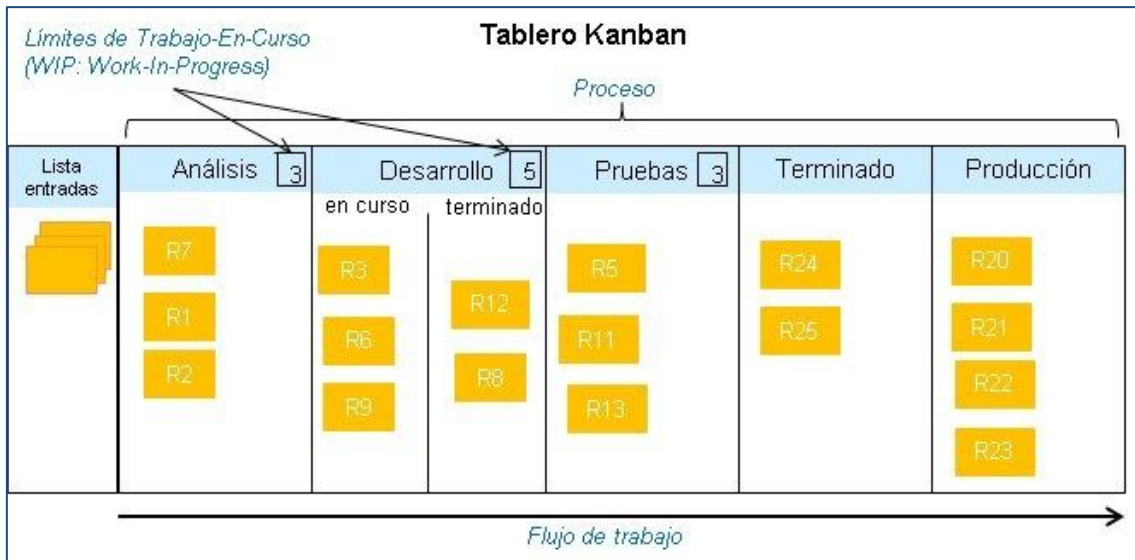 Límites de Trabajo-En-Curso
(WIP: Work-In-Progress)
Tablero Kanban
Proceso
Lista
entradas
Análisis 3
Desarrollo 5
Pruebas 3
Terminado
Producción
en curso
terminado
R7
R1
R2
R3
R6
R9
R12
R8
R5
R11
R13
R24
R25
R20
R21
R22
R23
Flujo de trabajo